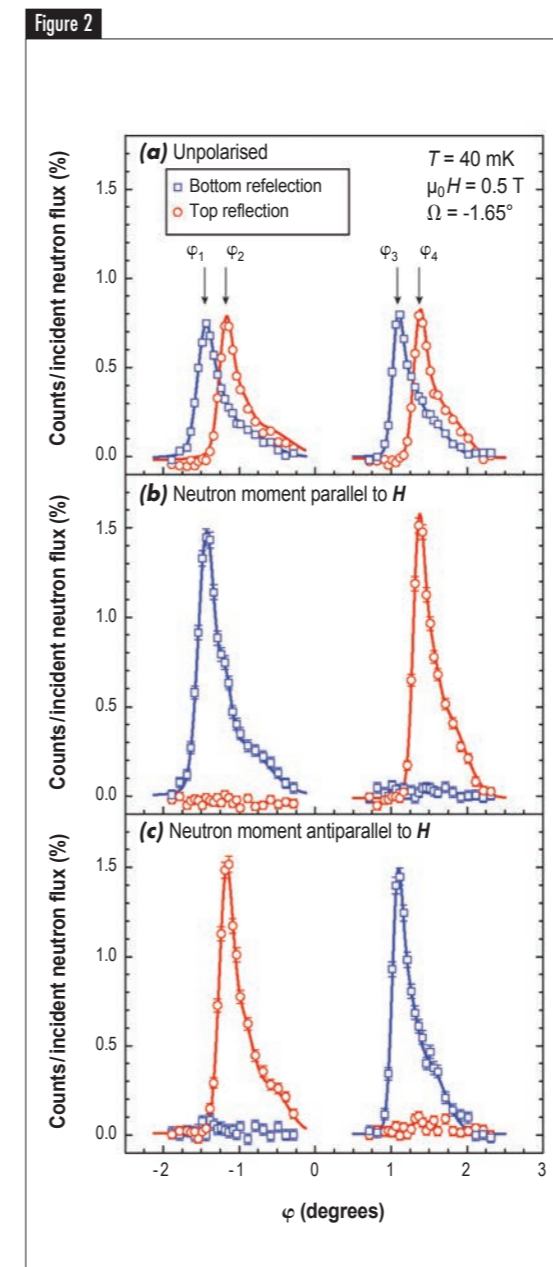 Figure 2
(a) Unpolarised
Bottom refelection
Top reflection
T = 40 mK
μ₀H = 0.5 T
Ω = -1.65°
φ₁
φ₂
φ₃
φ₄
1.5
1.0
0.5
0.0
Counts/incident neutron flux (%)
(b) Neutron moment parallel to H
1.5
1.0
0.5
0.0
Counts/incident neutron flux (%)
(c) Neutron moment antiparallel to H
1.5
1.0
0.5
0.0
Counts/incident neutron flux (%)
-2 -1 0 1 2
φ (degrees)